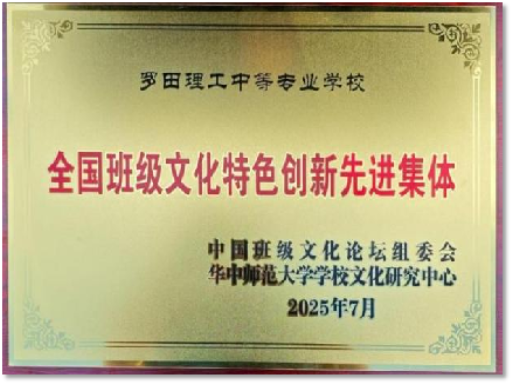 罗田理工中等专业学校
全国班级文化特色创新先进集体
中国班级文化论坛组委会
华中师范大学学校文化研究中心
2025年7月